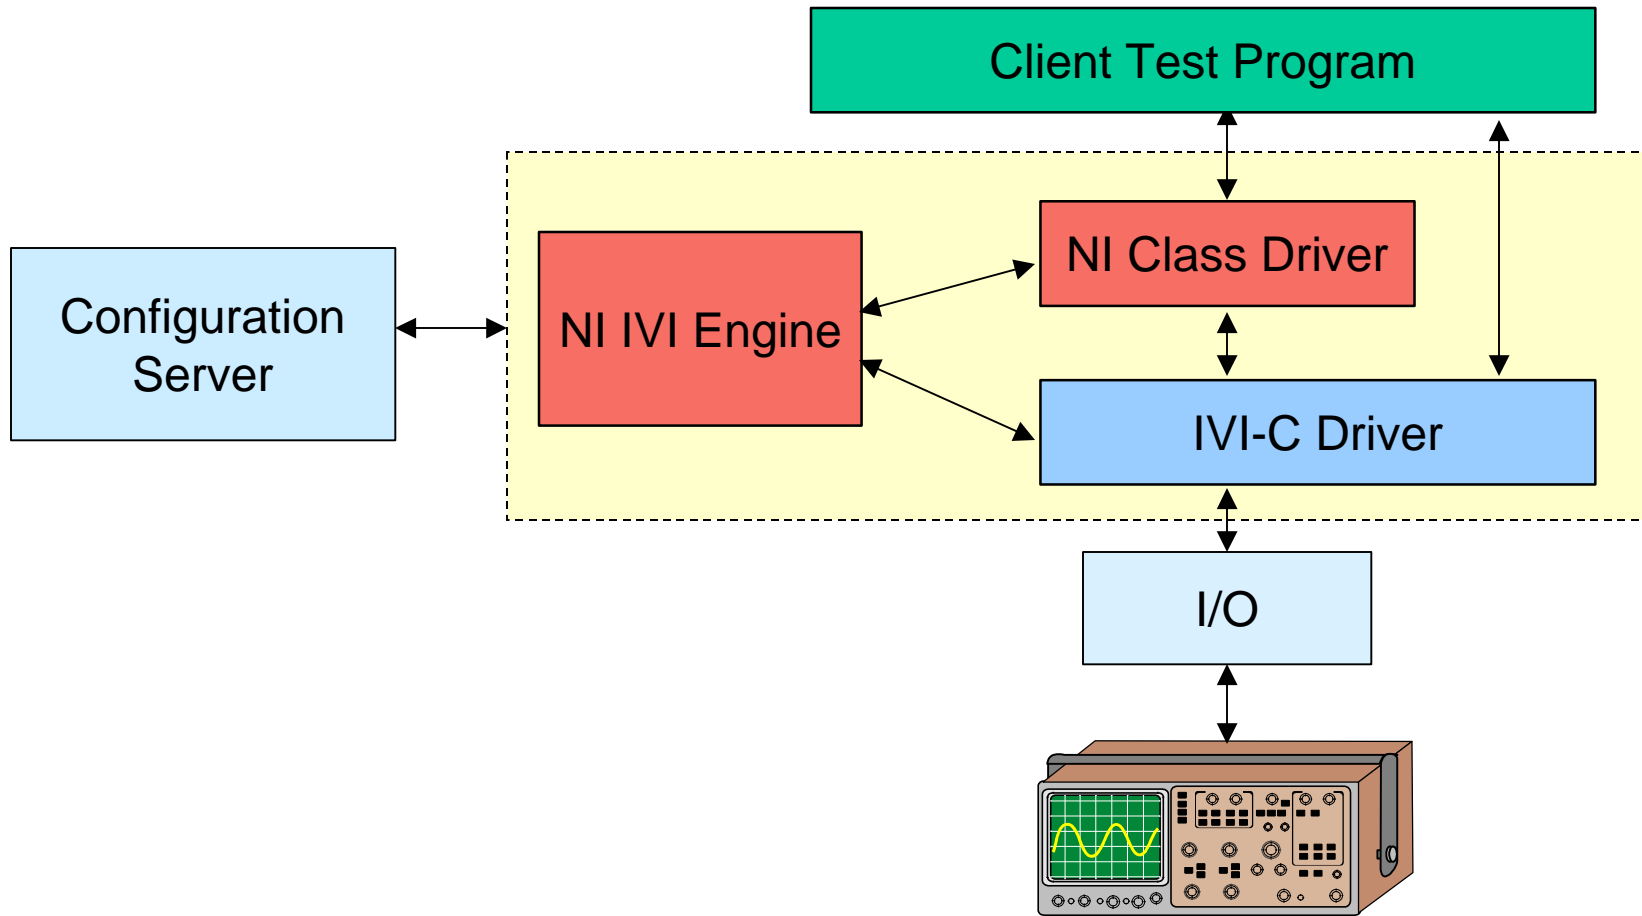 Client Test Program
NI Class Driver
Configuration
Server
NI IVI Engine
IVI-C Driver
I/O